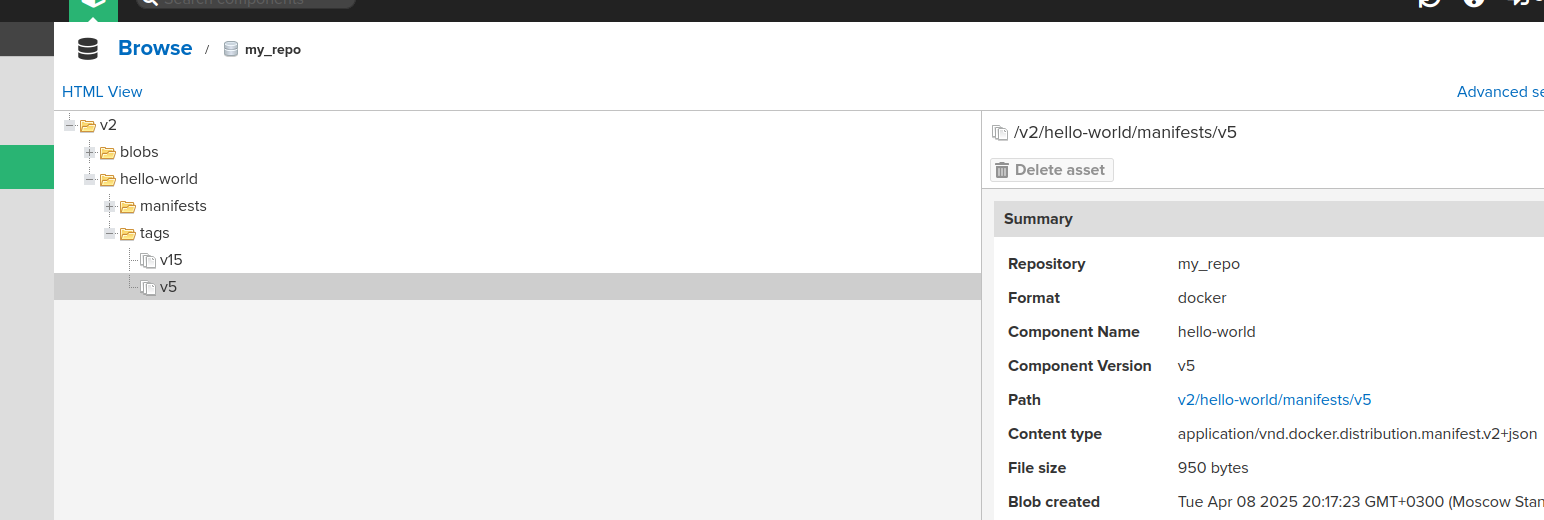 Search components
Browse / my_repo
HTML View
Advanced se
v2
blobs
hello-world
manifests
tags
v15
v5
/v2/hello-world/manifests/v5
Delete asset
Summary
Repository my_repo
Format docker
Component Name hello-world
Component Version v5
Path v2/hello-world/manifests/v5
Content type application/vnd.docker.distribution.manifest.v2+json
File size 950 bytes
Blob created Tue Apr 08 2025 20:17:23 GMT+0300 (Moscow Stan